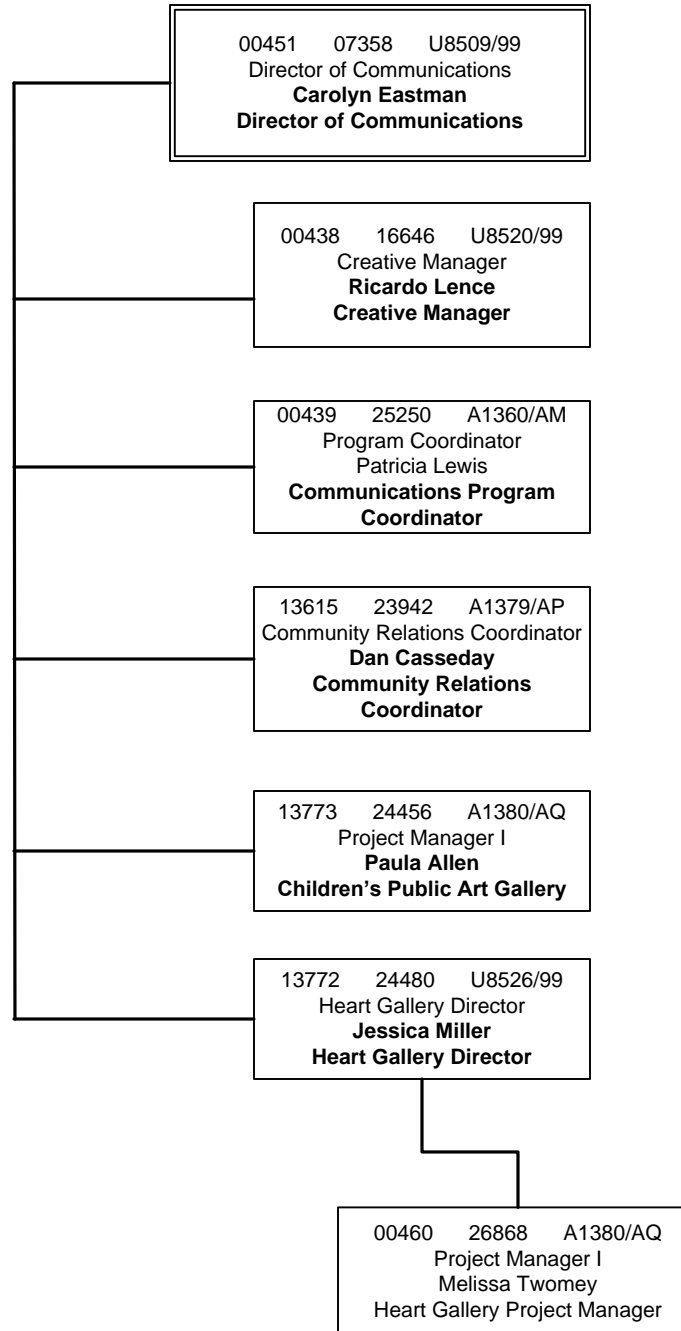 00451 07358 U8509/99
Director of Communications
Carolyn Eastman
Director of Communications
00438 16646 U8520/99
Creative Manager
Ricardo Lence
Creative Manager
00439 25250 A1360/AM
Program Coordinator
Patricia Lewis
Communications Program
Coordinator
13615 23942 A1379/AP
Community Relations Coordinator
Dan Casseday
Community Relations
Coordinator
13773 24456 A1380/AQ
Project Manager I
Paula Allen
Children’s Public Art Gallery
13772 24480 U8526/99
Heart Gallery Director
Jessica Miller
Heart Gallery Director
00460 26868 A1380/AQ
Project Manager I
Melissa Twomey
Heart Gallery Project Manager